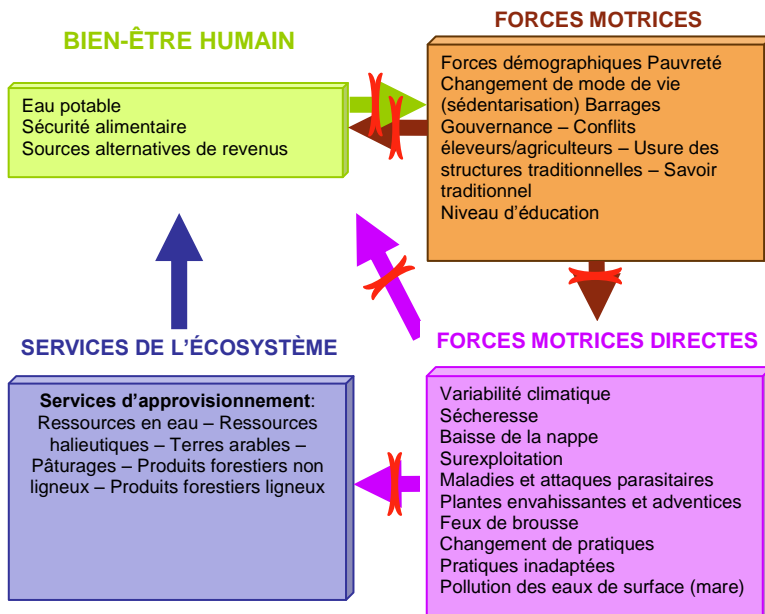 BIEN-ÊTRE HUMAIN
Eau potable
Sécurité alimentaire
Sources alternatives de revenus
FORCES MOTRICES
Forces démographiques Pauvreté
Changement de mode de vie
(sédentarisation) Barrages
Gouvernance – Conflits
éleveurs/agriculteurs – Usure des
structures traditionnelles – Savoir
traditionnel
Niveau d’éducation
SERVICES DE L’ÉCOSYSTÈME
Services d’approvisionnement:
Ressources en eau – Ressources
halieutiques – Terres arables –
Pâturages – Produits forestiers non
ligneux – Produits forestiers ligneux
FORCES MOTRICES DIRECTES
Variabilité climatique
Sécheresse
Baisse de la nappe
Surexploitation
Maladies et attaques parasitaires
Plantes envahissantes et adventices
Feux de brousse
Changement de pratiques
Pratiques inadaptées
Pollution des eaux de surface (mare)